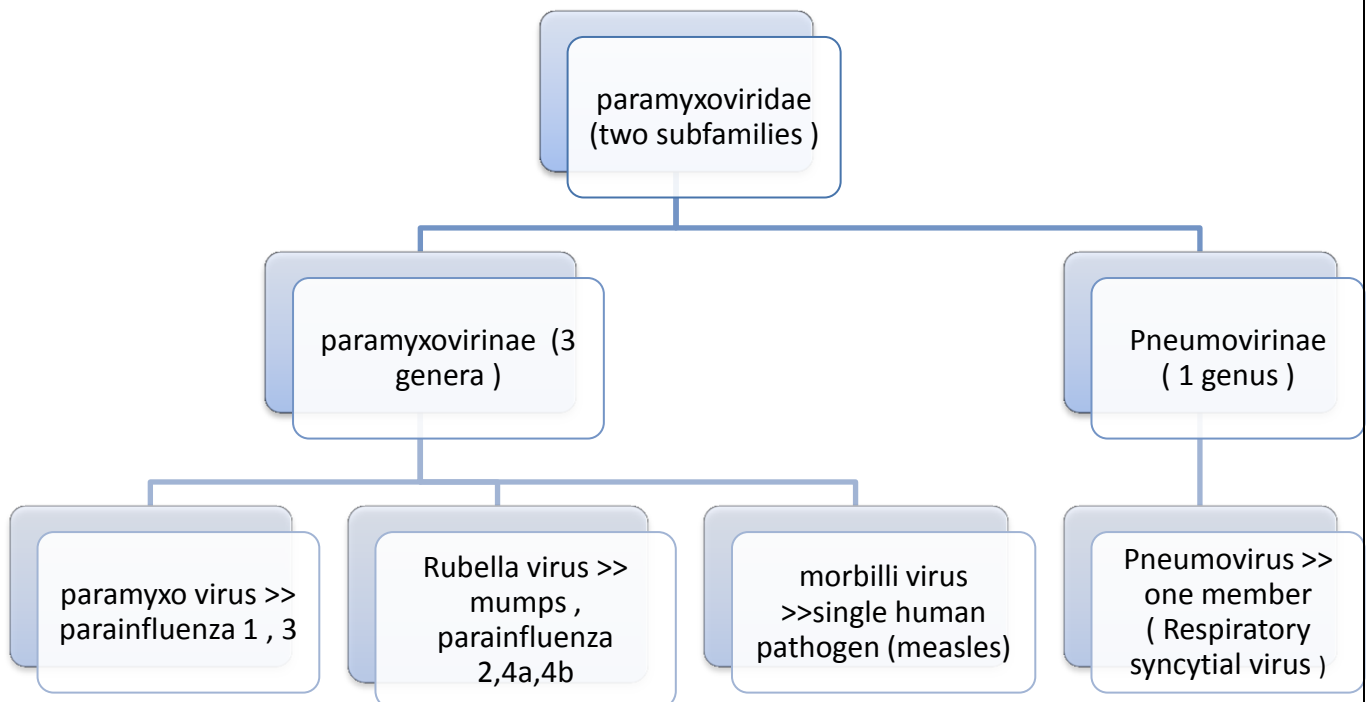 paramyxoviridae
(two subfamilies )
paramyxovirinae (3
genera )
Pneumovirinae
( 1 genus )
paramyxo virus >>
parainfluenza 1 , 3
Rubella virus >>
mumps ,
parainfluenza
2,4a,4b
morbilli virus
>>single human
pathogen (measles)
Pneumovirus >>
one member
( Respiratory
syncytial virus )